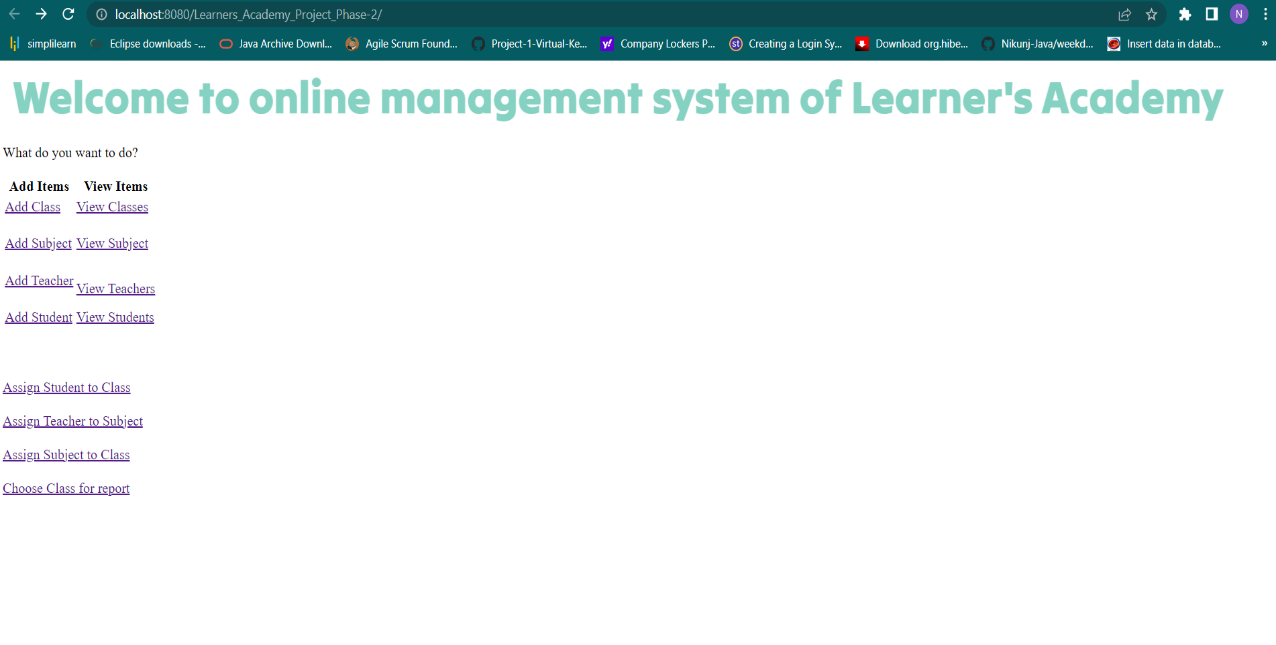 localhost:8080/Learners_Academy_Project_Phase-2/
N
simplilearn Eclipse downloads -... Java Archive Downl... Agile Scrum Found... Project-1-Virtual-Ke... Company Lockers P... Creating a Login Sy... Download org.hibe... Nikunj-Java/weekd... Insert data in datab... »
Welcome to online management system of Learner's Academy
What do you want to do?
Add Items View Items
Add Class View Classes
Add Subject View Subject
Add Teacher View Teachers
Add Student View Students
Assign Student to Class
Assign Teacher to Subject
Assign Subject to Class
Choose Class for report